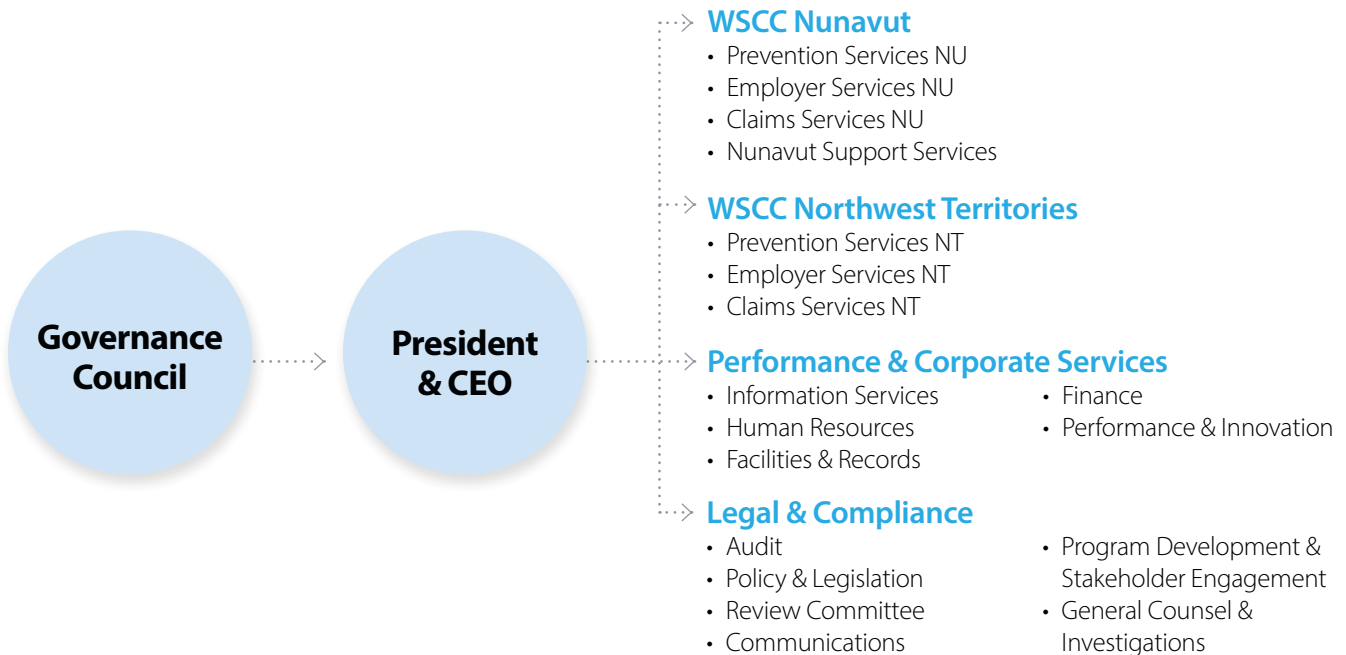 Governance
Council
President
& CEO
WSCC Nunavut
• Prevention Services NU
• Employer Services NU
• Claims Services NU
• Nunavut Support Services
WSCC Northwest Territories
• Prevention Services NT
• Employer Services NT
• Claims Services NT
Performance & Corporate Services
• Information Services
• Human Resources
• Facilities & Records
• Finance
• Performance & Innovation
Legal & Compliance
• Audit
• Policy & Legislation
• Review Committee
• Communications
• Program Development &
Stakeholder Engagement
• General Counsel &
Investigations